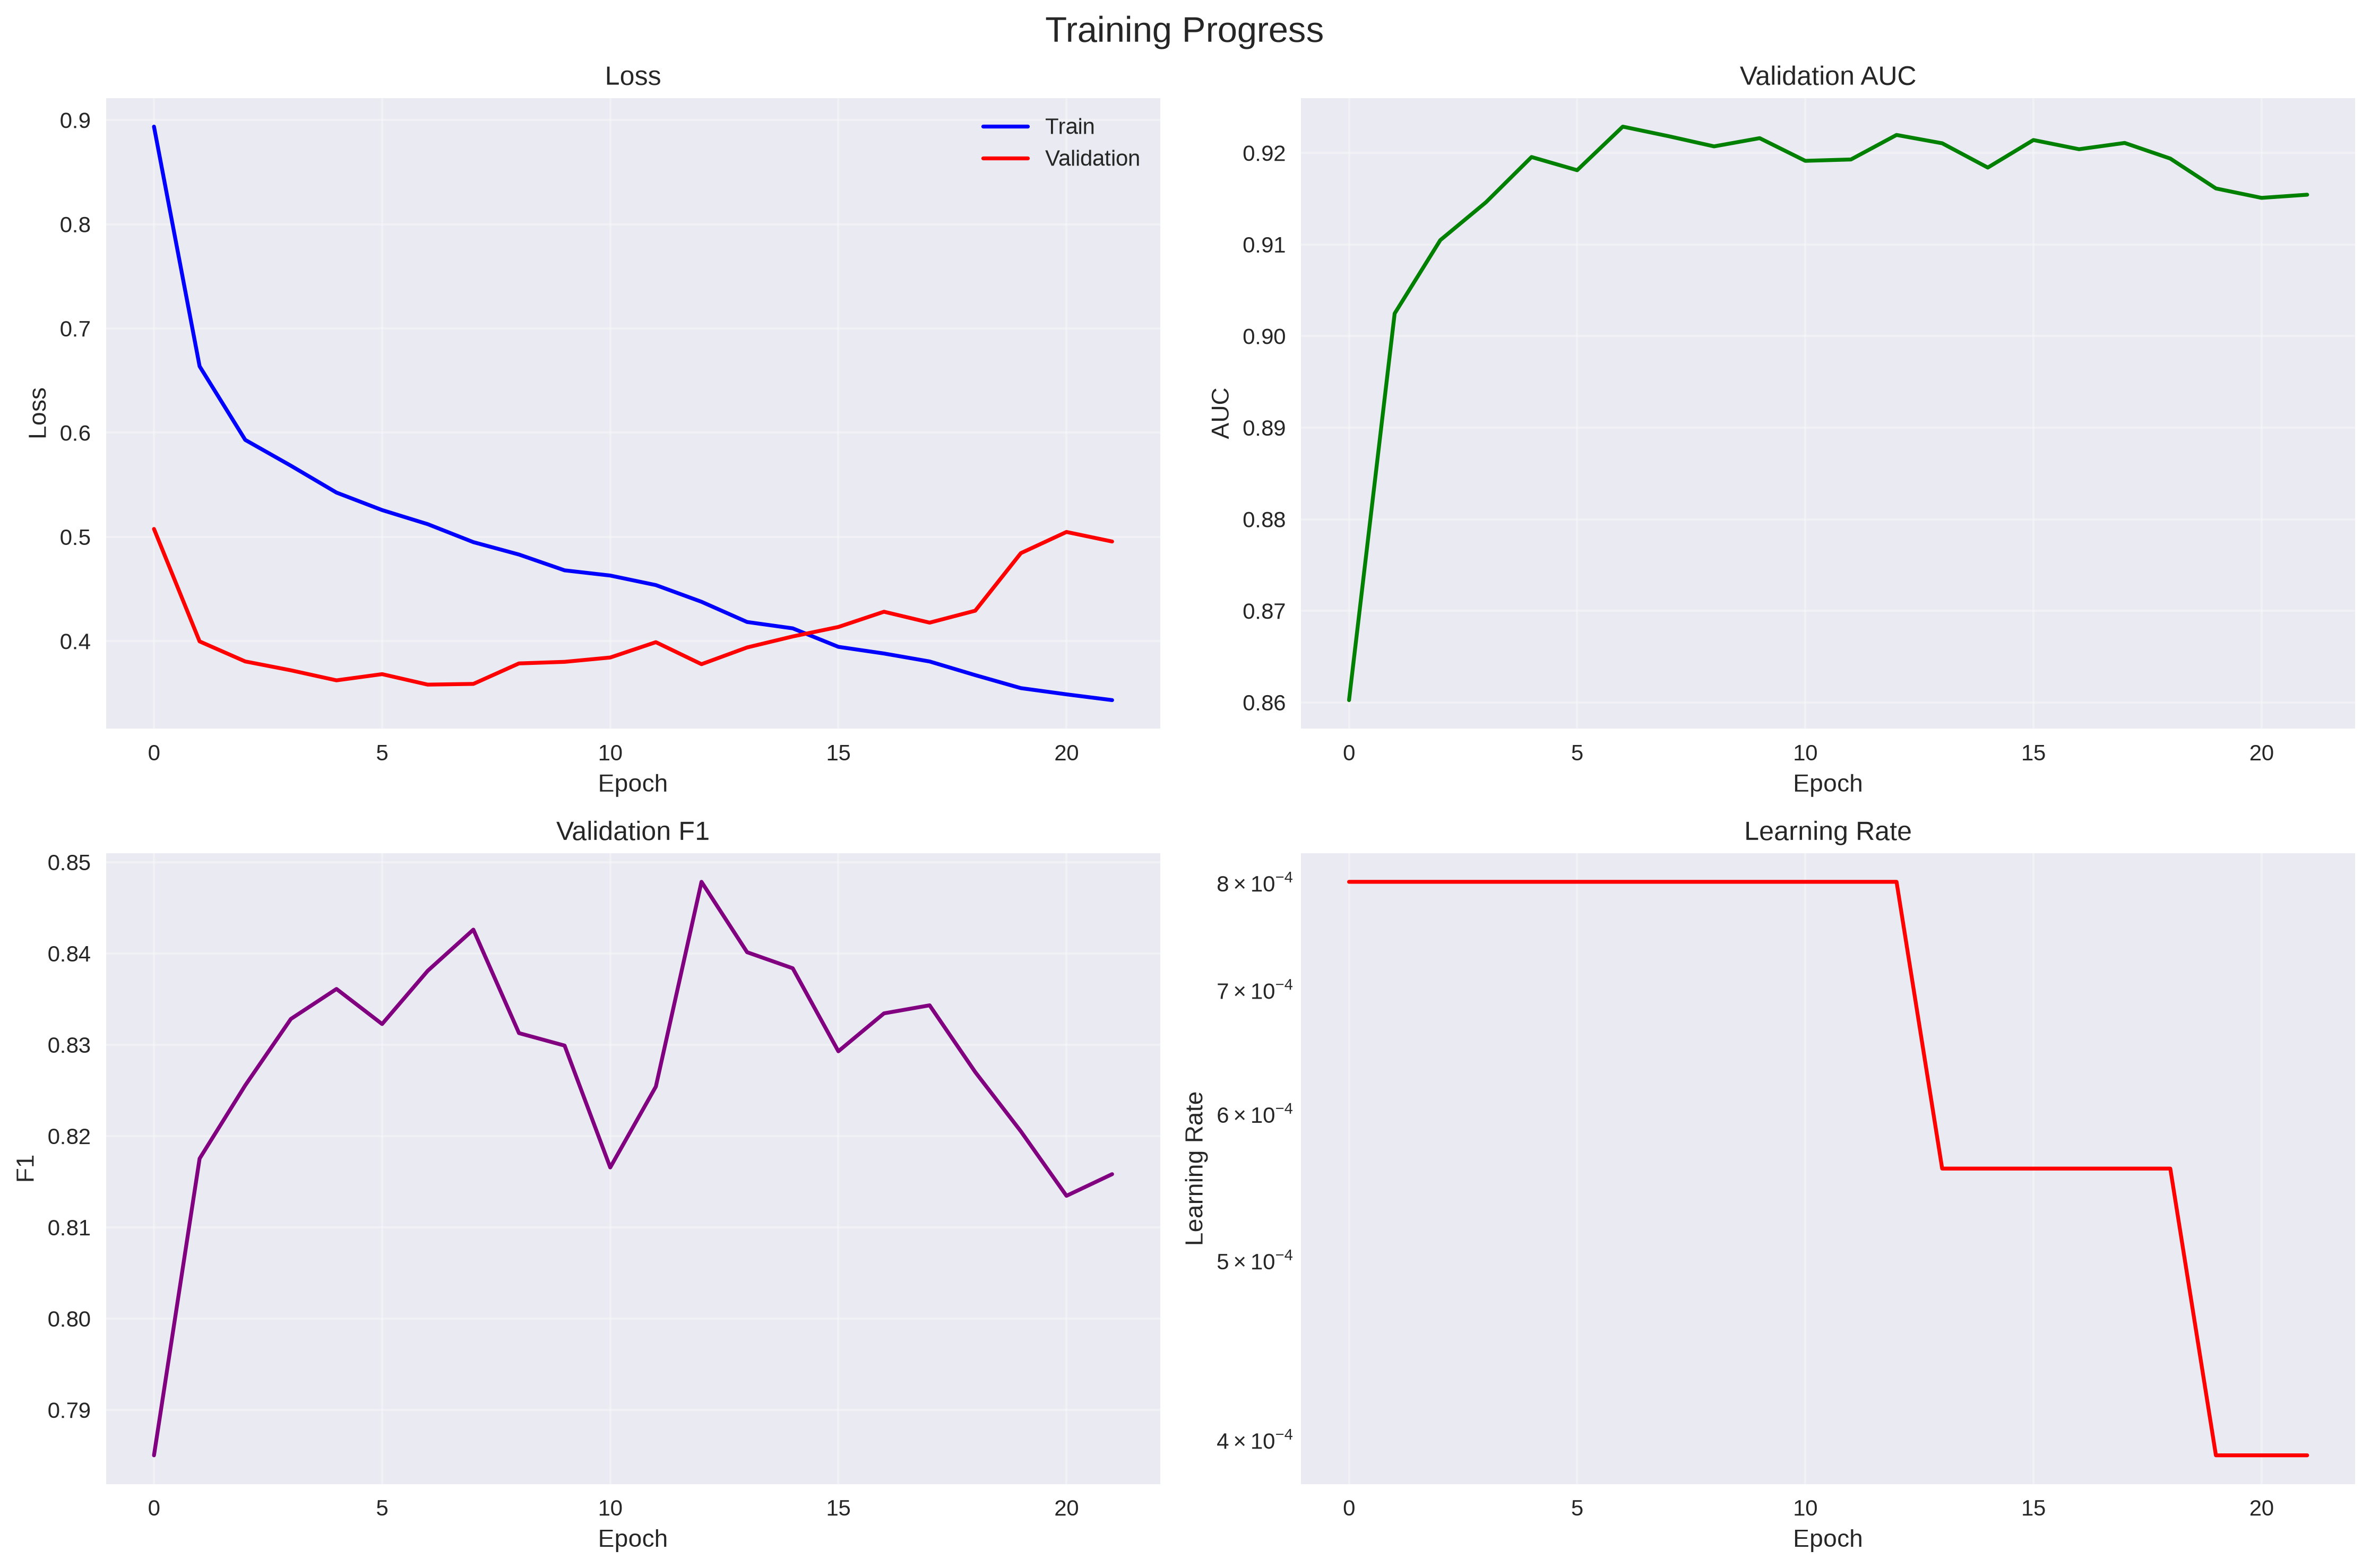 Training Progress
Loss
0.9
0.8
0.7
0.6
0.5
0.4
Loss
Train
Validation
0 5 10 15 20
Epoch
Validation AUC
0.92
0.91
0.90
0.89
0.88
0.87
0.86
AUC
0 5 10 15 20
Epoch
Validation F1
0.85
0.84
0.83
0.82
0.81
0.80
0.79
F1
0 5 10 15 20
Epoch
Learning Rate
8 × 10⁻⁴
7 × 10⁻⁴
6 × 10⁻⁴
5 × 10⁻⁴
4 × 10⁻⁴
Learning Rate
0 5 10 15 20
Epoch